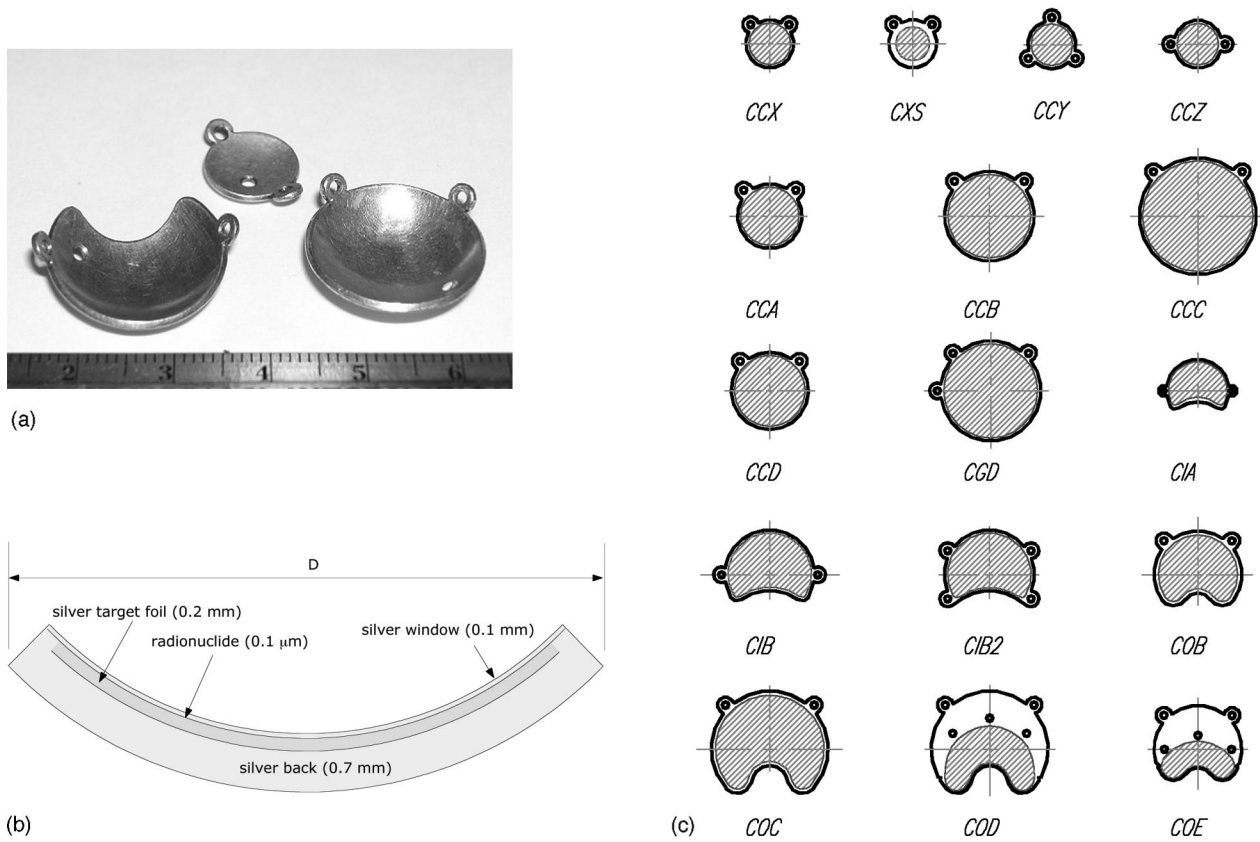 2 3 4 5 6
(a)
D
silver target foil (0.2 mm)
radionuclide (0.1 μm)
silver window (0.1 mm)
silver back (0.7 mm)
(b)
CCX CXS CCY CCZ
CCA CCB CCC
CCD CGD CIA
CIB CIB2 COB
COC COD COE
(c)